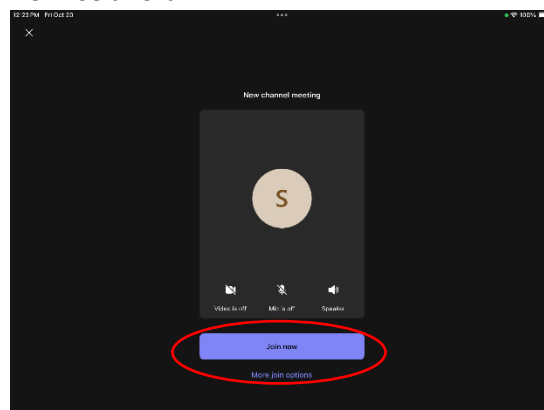 12:23 PM Fri Oct 20
100%
New channel meeting
S
Video is off Mic is off Speaker
Join now
More join options